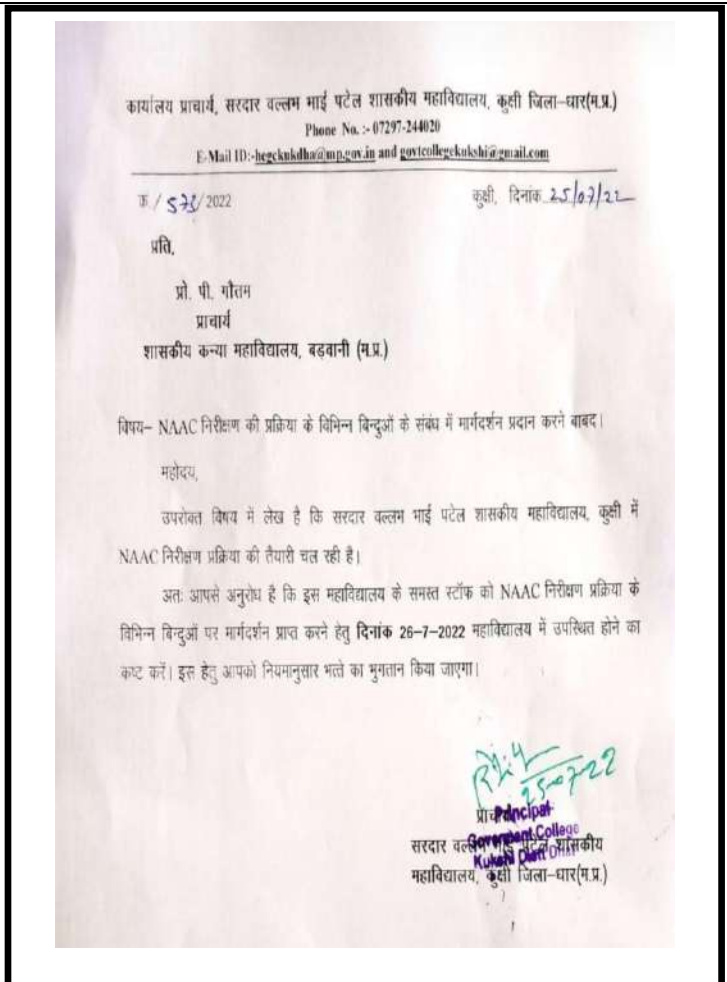 कार्यालय प्राचार्य, सरदार वल्लभ भाई पटेल शासकीय महाविद्यालय, कुक्षी जिला–धार(म.प्र.)
Phone No. :- 07297-244020
E-Mail ID:-hegckukdha@mp.gov.in and govtcollegekukshi@gmail.com
क्र / /2022
कुक्षी, दिनांक 25/07/22
प्रति,
प्रो. पी. गौतम
प्राचार्य
शासकीय कन्या महाविद्यालय, बड़वानी (म.प्र.)
विषय– NAAC निरीक्षण की प्रक्रिया के विभिन्न बिन्दुओं के संबंध में मार्गदर्शन प्रदान करने बाबद।
महोदय,
उपरोक्त विषय में लेख है कि सरदार वल्लभ भाई पटेल शासकीय महाविद्यालय, कुक्षी में
NAAC निरीक्षण प्रक्रिया की तैयारी चल रही है।
अतः आपसे अनुरोध है कि इस महाविद्यालय के समस्त स्टॉफ को NAAC निरीक्षण प्रक्रिया के
विभिन्न बिन्दुओं पर मार्गदर्शन प्राप्त करने हेतु दिनांक 26–7–2022 महाविद्यालय में उपस्थित होने का
कष्ट करें। इस हेतु आपको नियमानुसार भत्ते का भुगतान किया जाएगा।
25-07-22
प्राचार्य
Principal
Government College
Kukshi Distt Dhar
सरदार वल्लभ भाई पटेल शासकीय
महाविद्यालय, कुक्षी जिला–धार(म.प्र.)